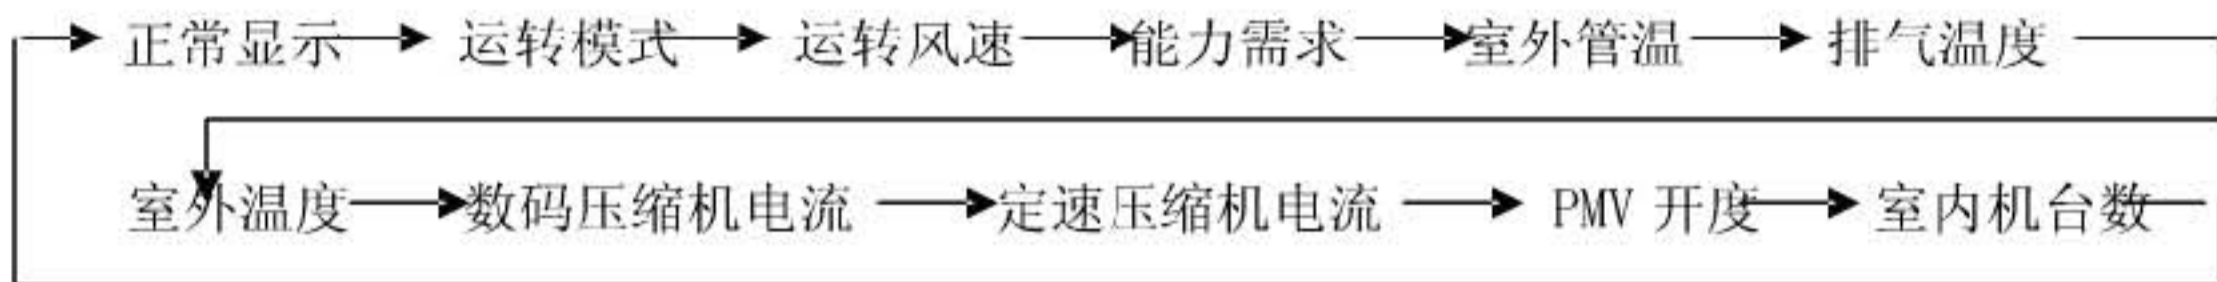 正常显示 运转模式 运转风速 能力需求 室外管温 排气温度
室外温度 数码压缩机电流 定速压缩机电流 PMV 开度 室内机台数